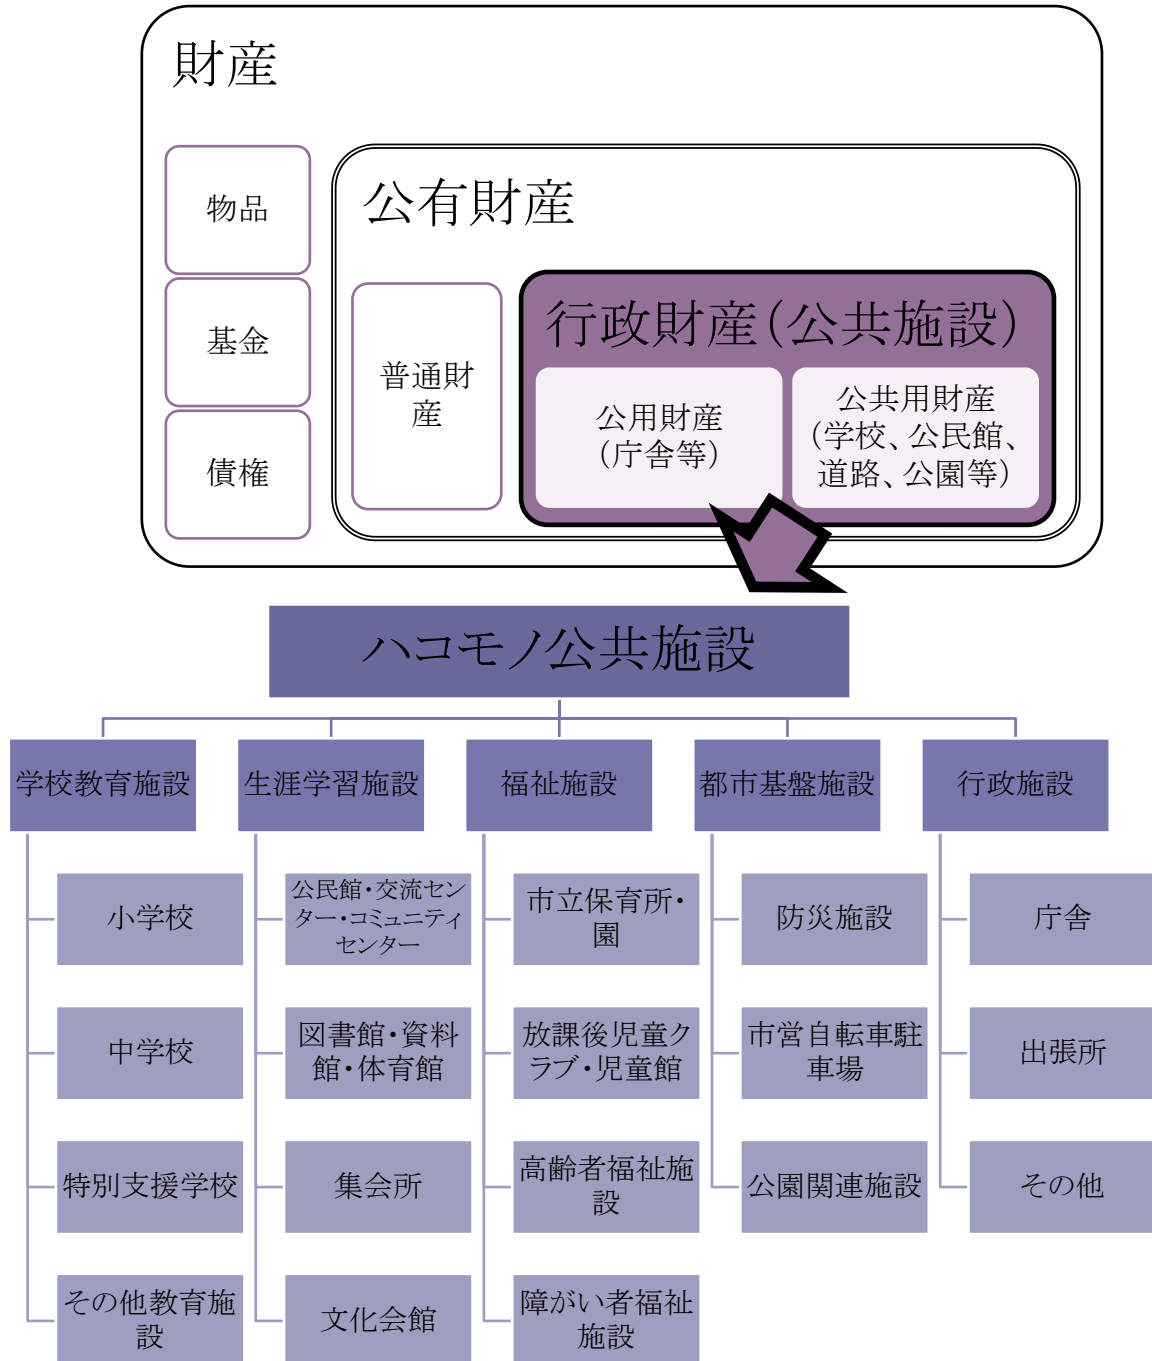 財産
物品
基金
債権
公有財産
普通財
産
行政財産(公共施設)
公用財産
(庁舎等)
公共用財産
(学校、公民館、
道路、公園等)
ハコモノ公共施設
学校教育施設
小学校
中学校
特別支援学校
その他教育施
設
生涯学習施設
公民館・交流セン
ター・コミュニティ
センター
図書館・資料
館・体育館
集会所
文化会館
福祉施設
市立保育所・
園
放課後児童ク
ラブ・児童館
高齢者福祉施
設
障がい者福祉
施設
都市基盤施設
防災施設
市営自転車駐
車場
公園関連施設
行政施設
庁舎
出張所
その他